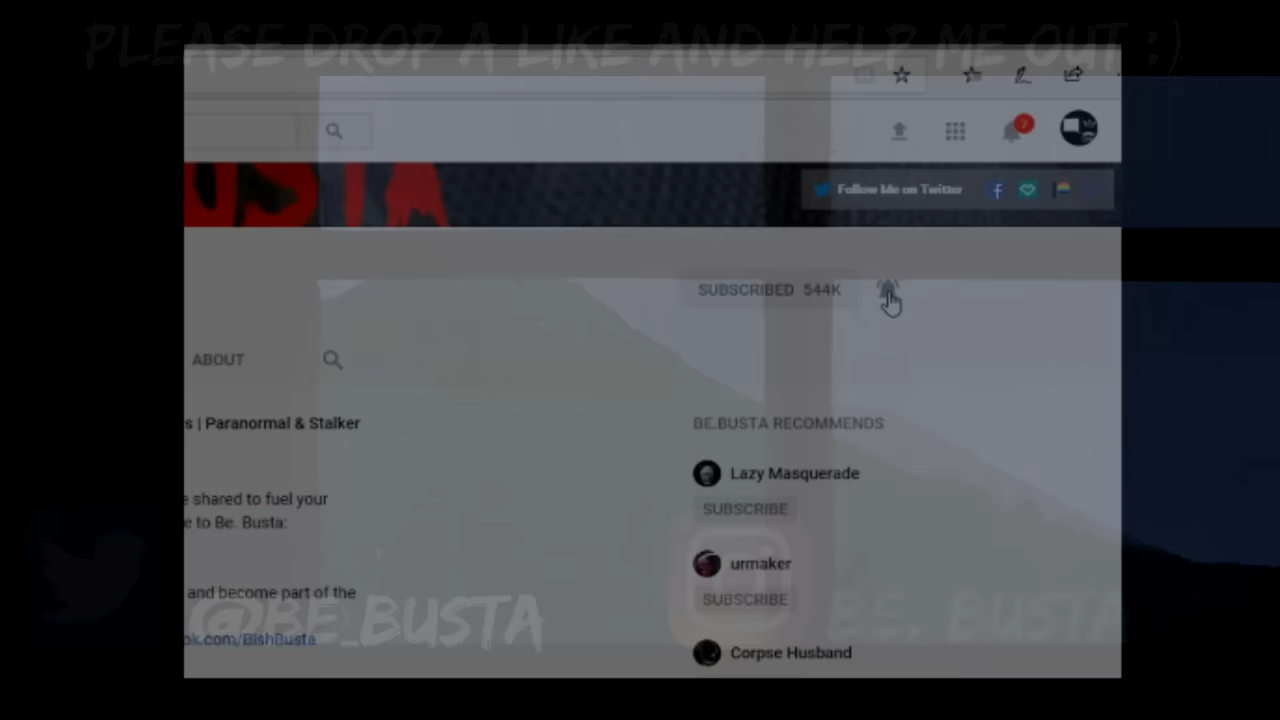 PLEASE DROP A LIKE AND HELP ME OUT :)
BUSTA
Follow Me on Twitter
SUBSCRIBED 544K
ABOUT
s | Paranormal & Stalker
BE.BUSTA RECOMMENDS
Lazy Masquerade
e shared to fuel your
SUBSCRIBE
e to Be. Busta:
urmaker
and become part of the
SUBSCRIBE
@BE_BUSTA
BE. BUSTA
ok.com/BishBusta
Corpse Husband